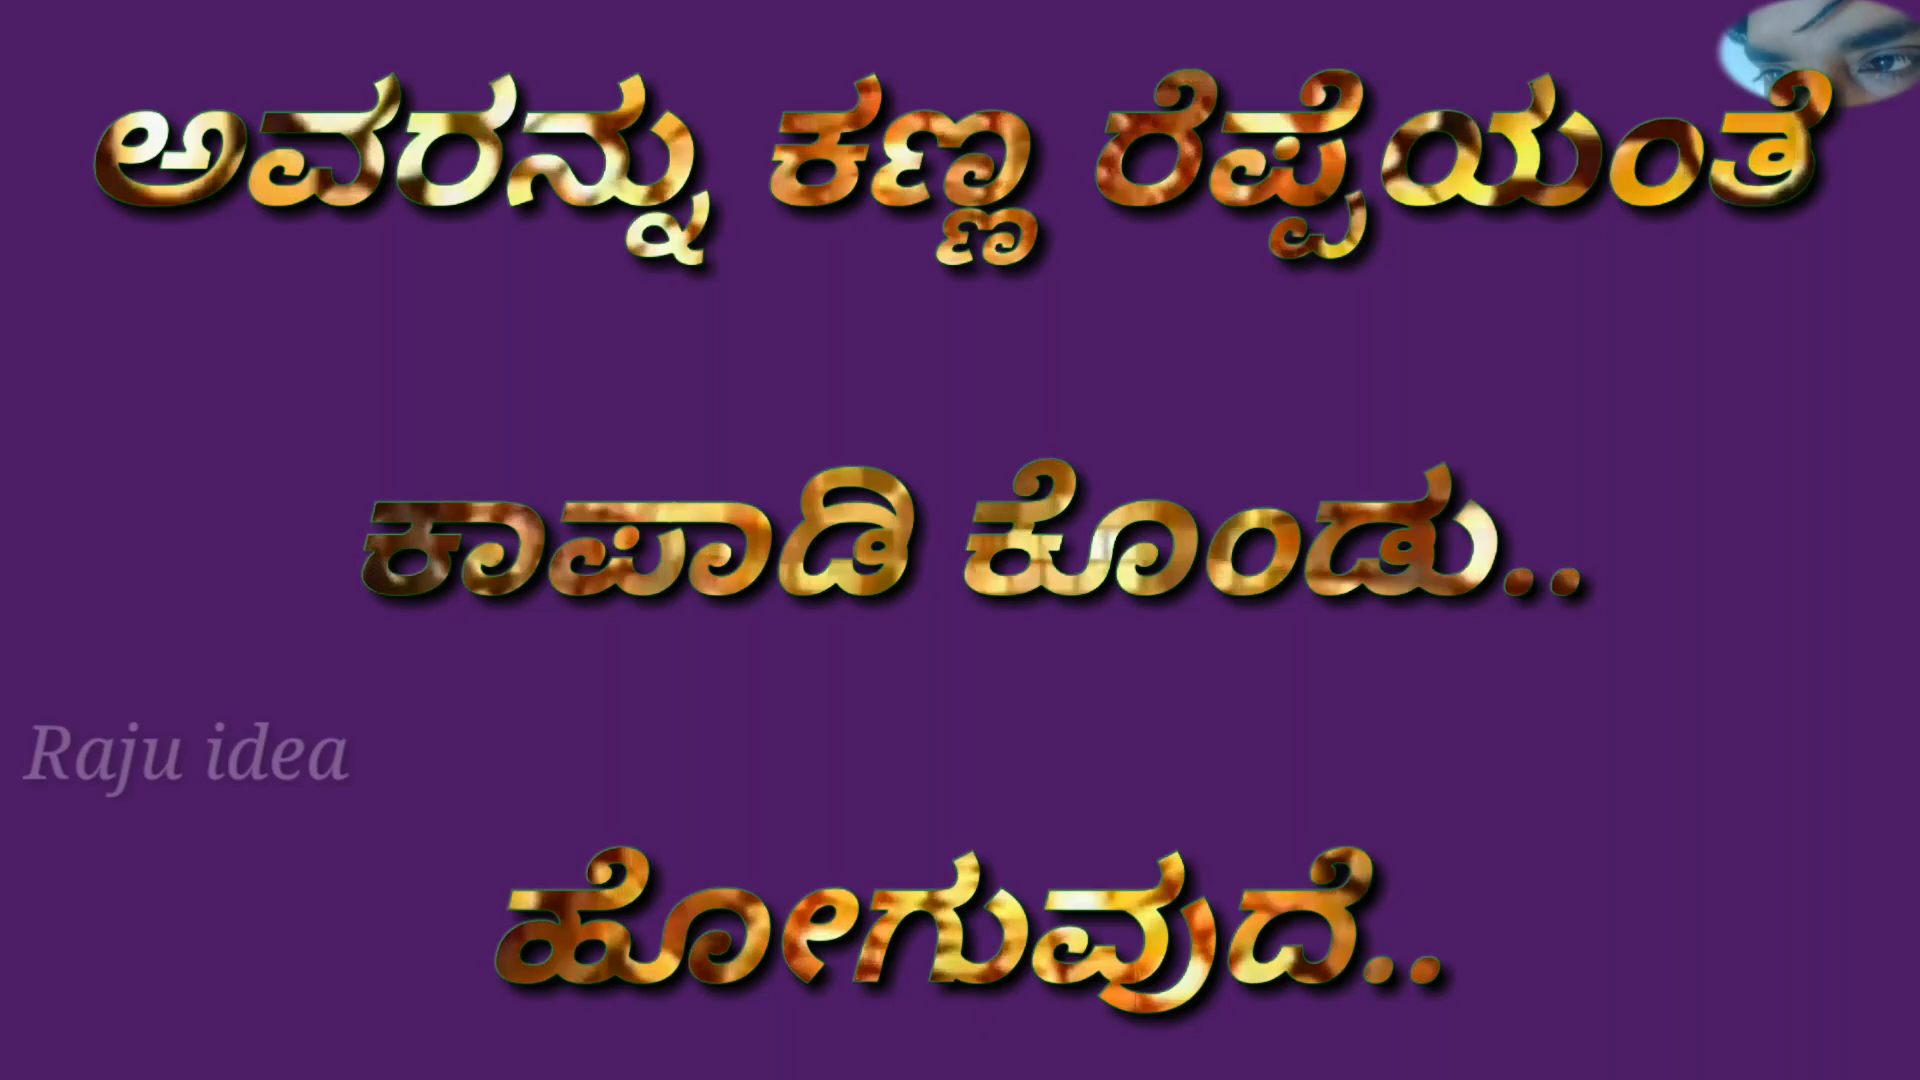 ಅವರನ್ನು ಕಣ್ಣ ರೆಪ್ಪೆಯಂತೆ
ಕಾಪಾಡಿ ಕೊಂಡು..
Raju idea
ಹೋಗುವುದೆ..